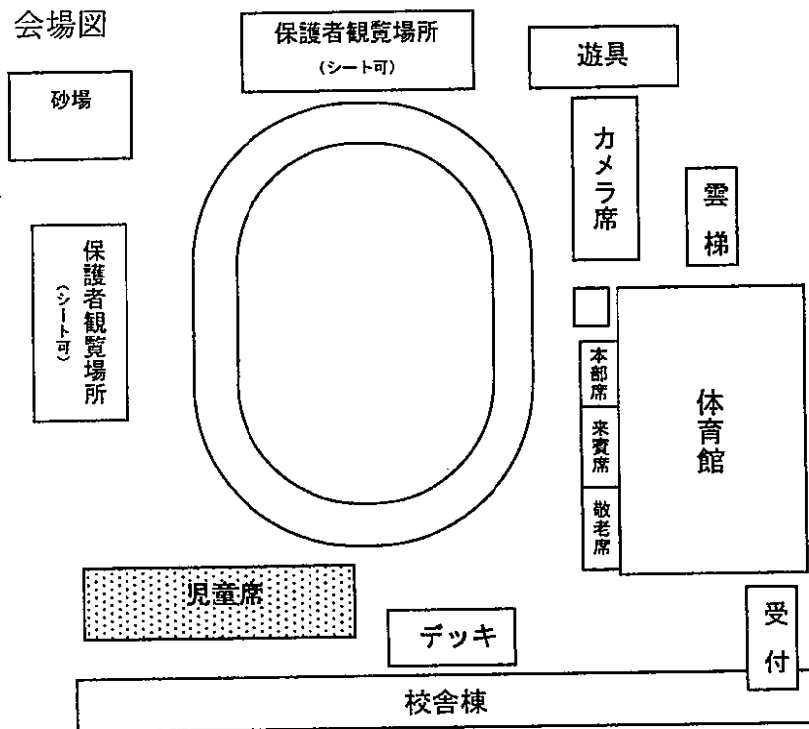 会場図
保護者観覧場所
（シート可）
遊具
砂場
カメラ席
雲梯
保護者観覧場所
（シート可）
本部席
来賓席
敬老席
体育館
児童席
デッキ
受付
校舎棟